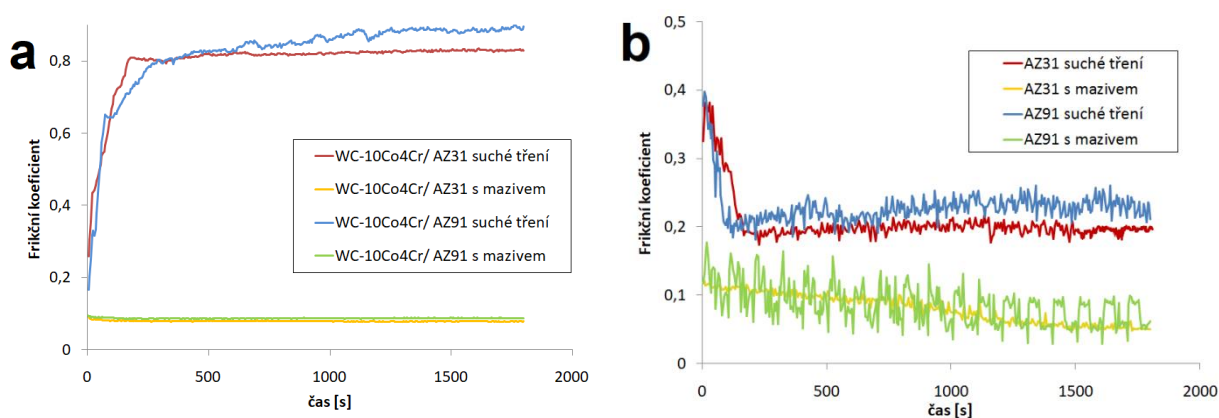 a
Frikční koeficient
0,8
0,6
0,4
0,2
0
0
500
1000
1500
2000
čas [s]
WC-10Co4Cr/ AZ31 suché tření
WC-10Co4Cr/ AZ31 s mazivem
WC-10Co4Cr/ AZ91 suché tření
WC-10Co4Cr/ AZ91 s mazivem
b
Frikční koeficient
0,5
0,4
0,3
0,2
0,1
0
0
500
1000
1500
2000
čas [s]
AZ31 suché tření
AZ31 s mazivem
AZ91 suché tření
AZ91 s mazivem